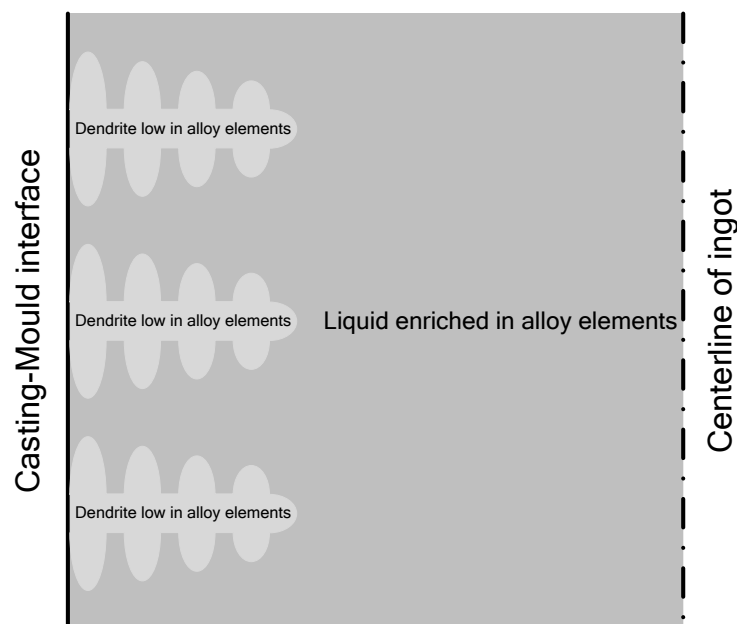 Casting-Mould interface
Dendrite low in alloy elements
Dendrite low in alloy elements
Liquid enriched in alloy elements
Dendrite low in alloy elements
Centerline of ingot